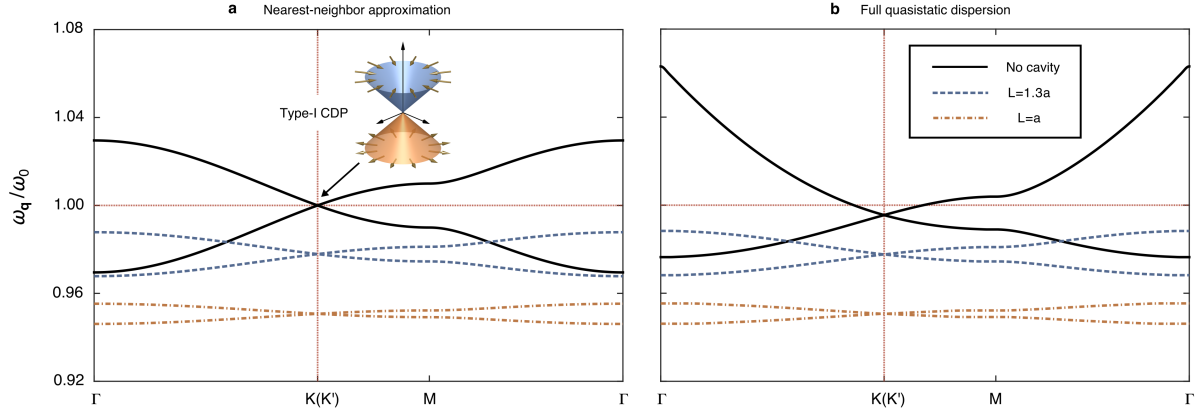 a Nearest-neighbor approximation
b Full quasistatic dispersion
1.08
1.04
1.00
0.96
0.92
ω_q/ω_0
Type-I CDP
No cavity
L=1.3a
L=a
Γ K(K') M Γ
Γ K(K') M Γ